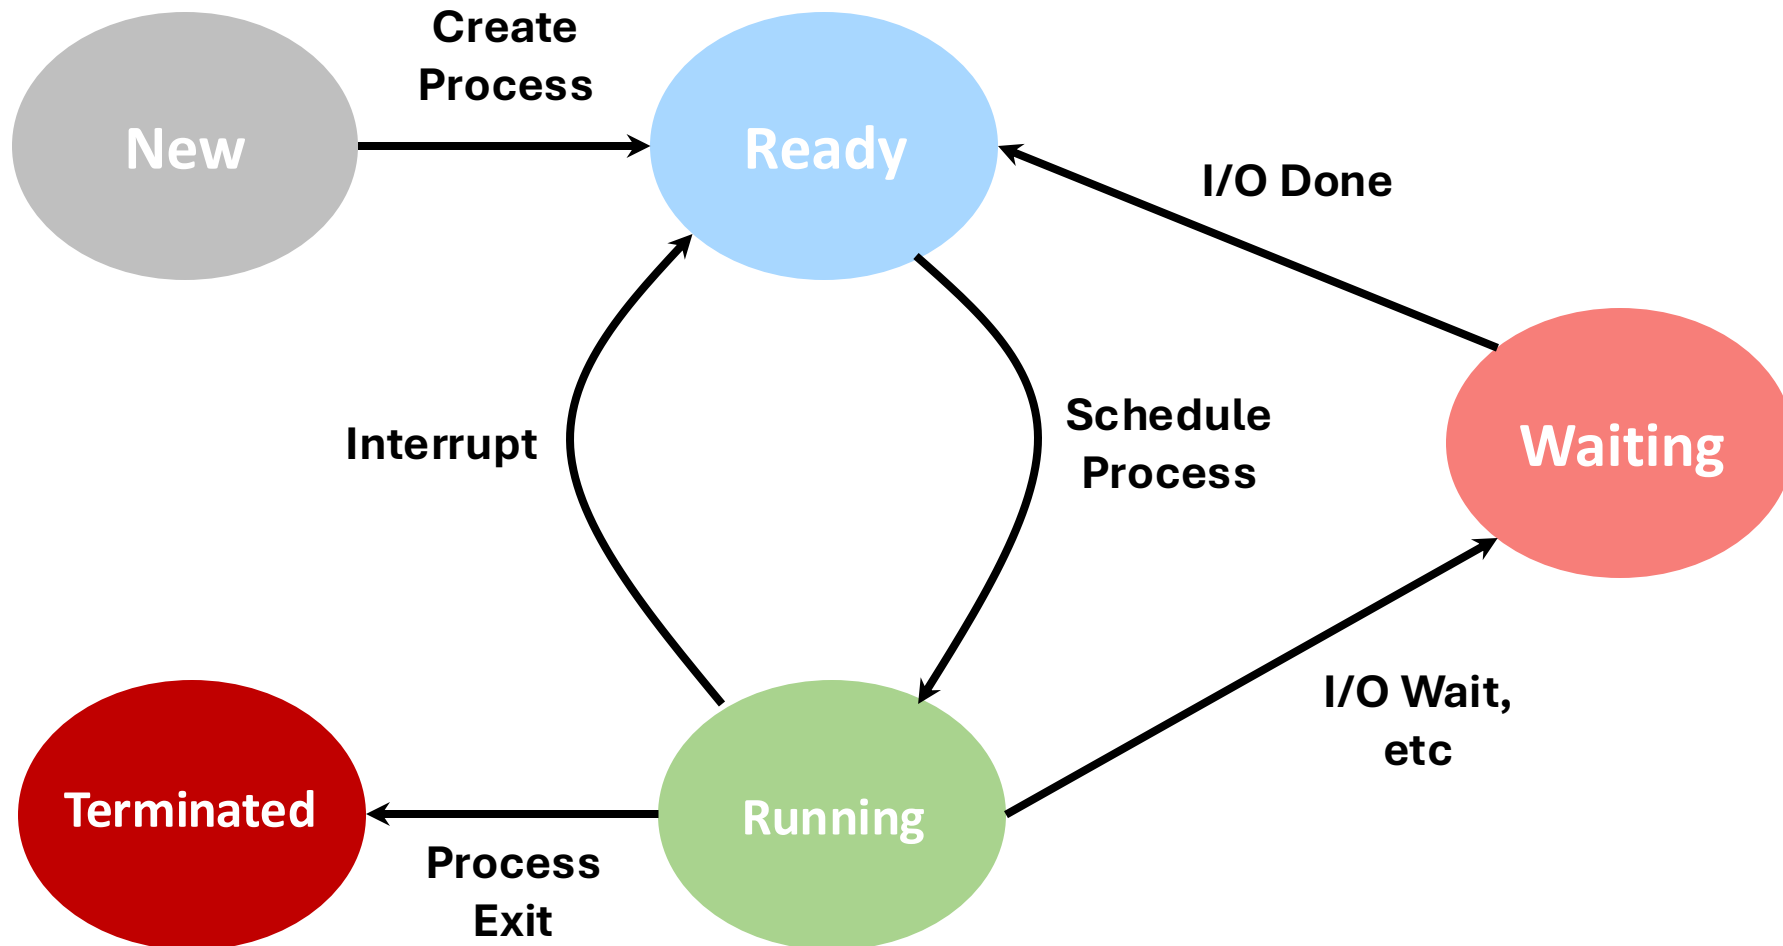 Create
Process
New
Ready
I/O Done
Interrupt
Schedule
Process
Waiting
I/O Wait,
etc
Terminated
Running
Process
Exit